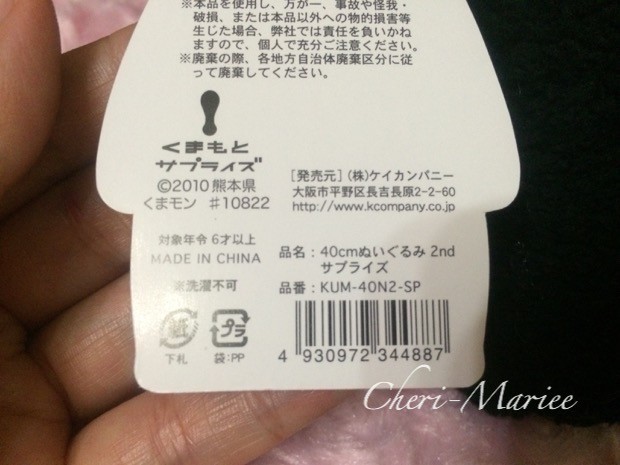 ※本品を使用し、万が一、事故や怪我・
破損、または本品以外への物的損害等
生じた場合、弊社では責任を負いかね
ますので、個人で充分ご注意ください。
※廃棄の際、各地方自治体廃棄区分に従
って廃棄してください。
くまもと
サプライズ
©2010熊本県
くまモン #10822
[発売元] (株)ケイカンパニー
大阪市平野区長吉長原2-2-60
http://www.kcompany.co.jp
対象年令 6才以上
MADE IN CHINA
※洗濯不可
品名：40cmぬいぐるみ 2nd
サプライズ
品番：KUM-40N2-SP
紙
下札
プラ
袋:PP
4 930972 344887
Cheri-Mariee